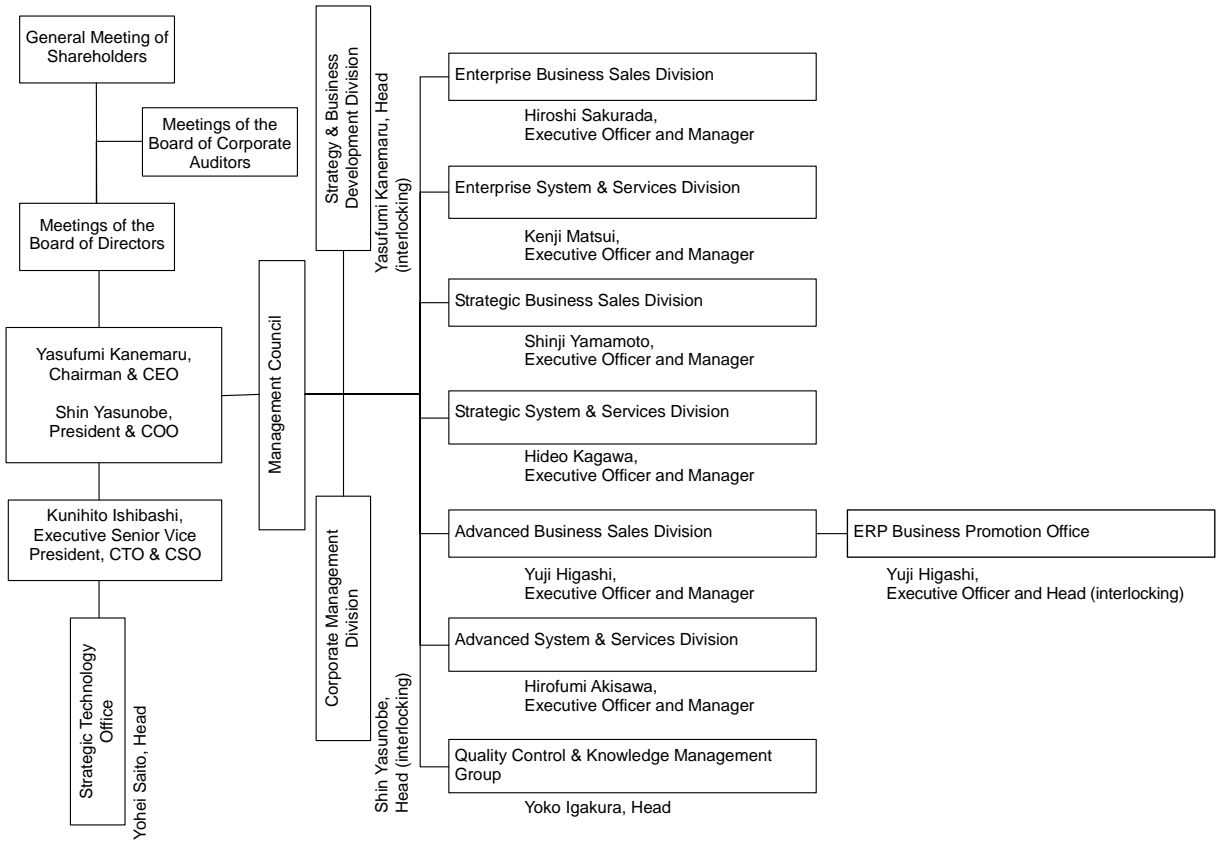 General Meeting of
Shareholders
Meetings of the
Board of Corporate
Auditors
Meetings of the
Board of Directors
Yasufumi Kanemaru,
Chairman & CEO
Shin Yasunobe,
President & COO
Kunihito Ishibashi,
Executive Senior Vice
President, CTO & CSO
Strategic Technology
Office
Yohei Saito, Head
Management Council
Strategy & Business
Development Division
Yasufumi Kanemaru, Head
(interlocking)
Corporate Management
Division
Shin Yasunobe,
Head (interlocking)
Enterprise Business Sales Division
Hiroshi Sakurada,
Executive Officer and Manager
Enterprise System & Services Division
Kenji Matsui,
Executive Officer and Manager
Strategic Business Sales Division
Shinji Yamamoto,
Executive Officer and Manager
Strategic System & Services Division
Hideo Kagawa,
Executive Officer and Manager
Advanced Business Sales Division
Yuji Higashi,
Executive Officer and Manager
ERP Business Promotion Office
Yuji Higashi,
Executive Officer and Head (interlocking)
Advanced System & Services Division
Hirofumi Akisawa,
Executive Officer and Manager
Quality Control & Knowledge Management
Group
Yoko Igakura, Head